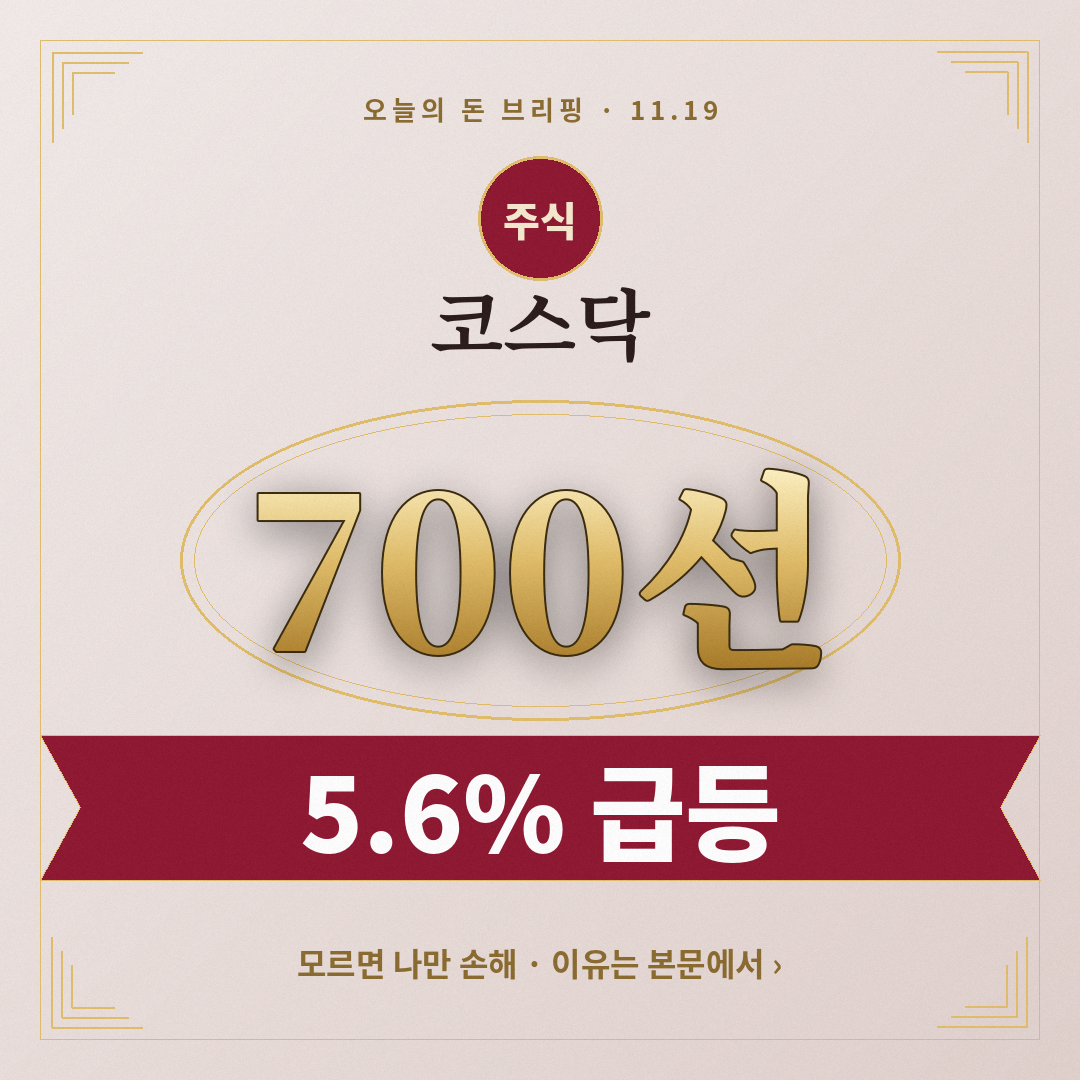 오늘의 돈 브리핑 · 11.19
주식
코스닥
700선
5.6% 급등
모르면 나만 손해 · 이유는 본문에서 ›